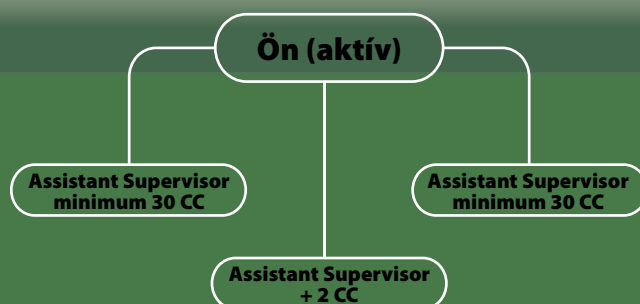 Ön (aktív)
Assistant Supervisor
minimum 30 CC
Assistant Supervisor
minimum 30 CC
Assistant Supervisor
+ 2 CC